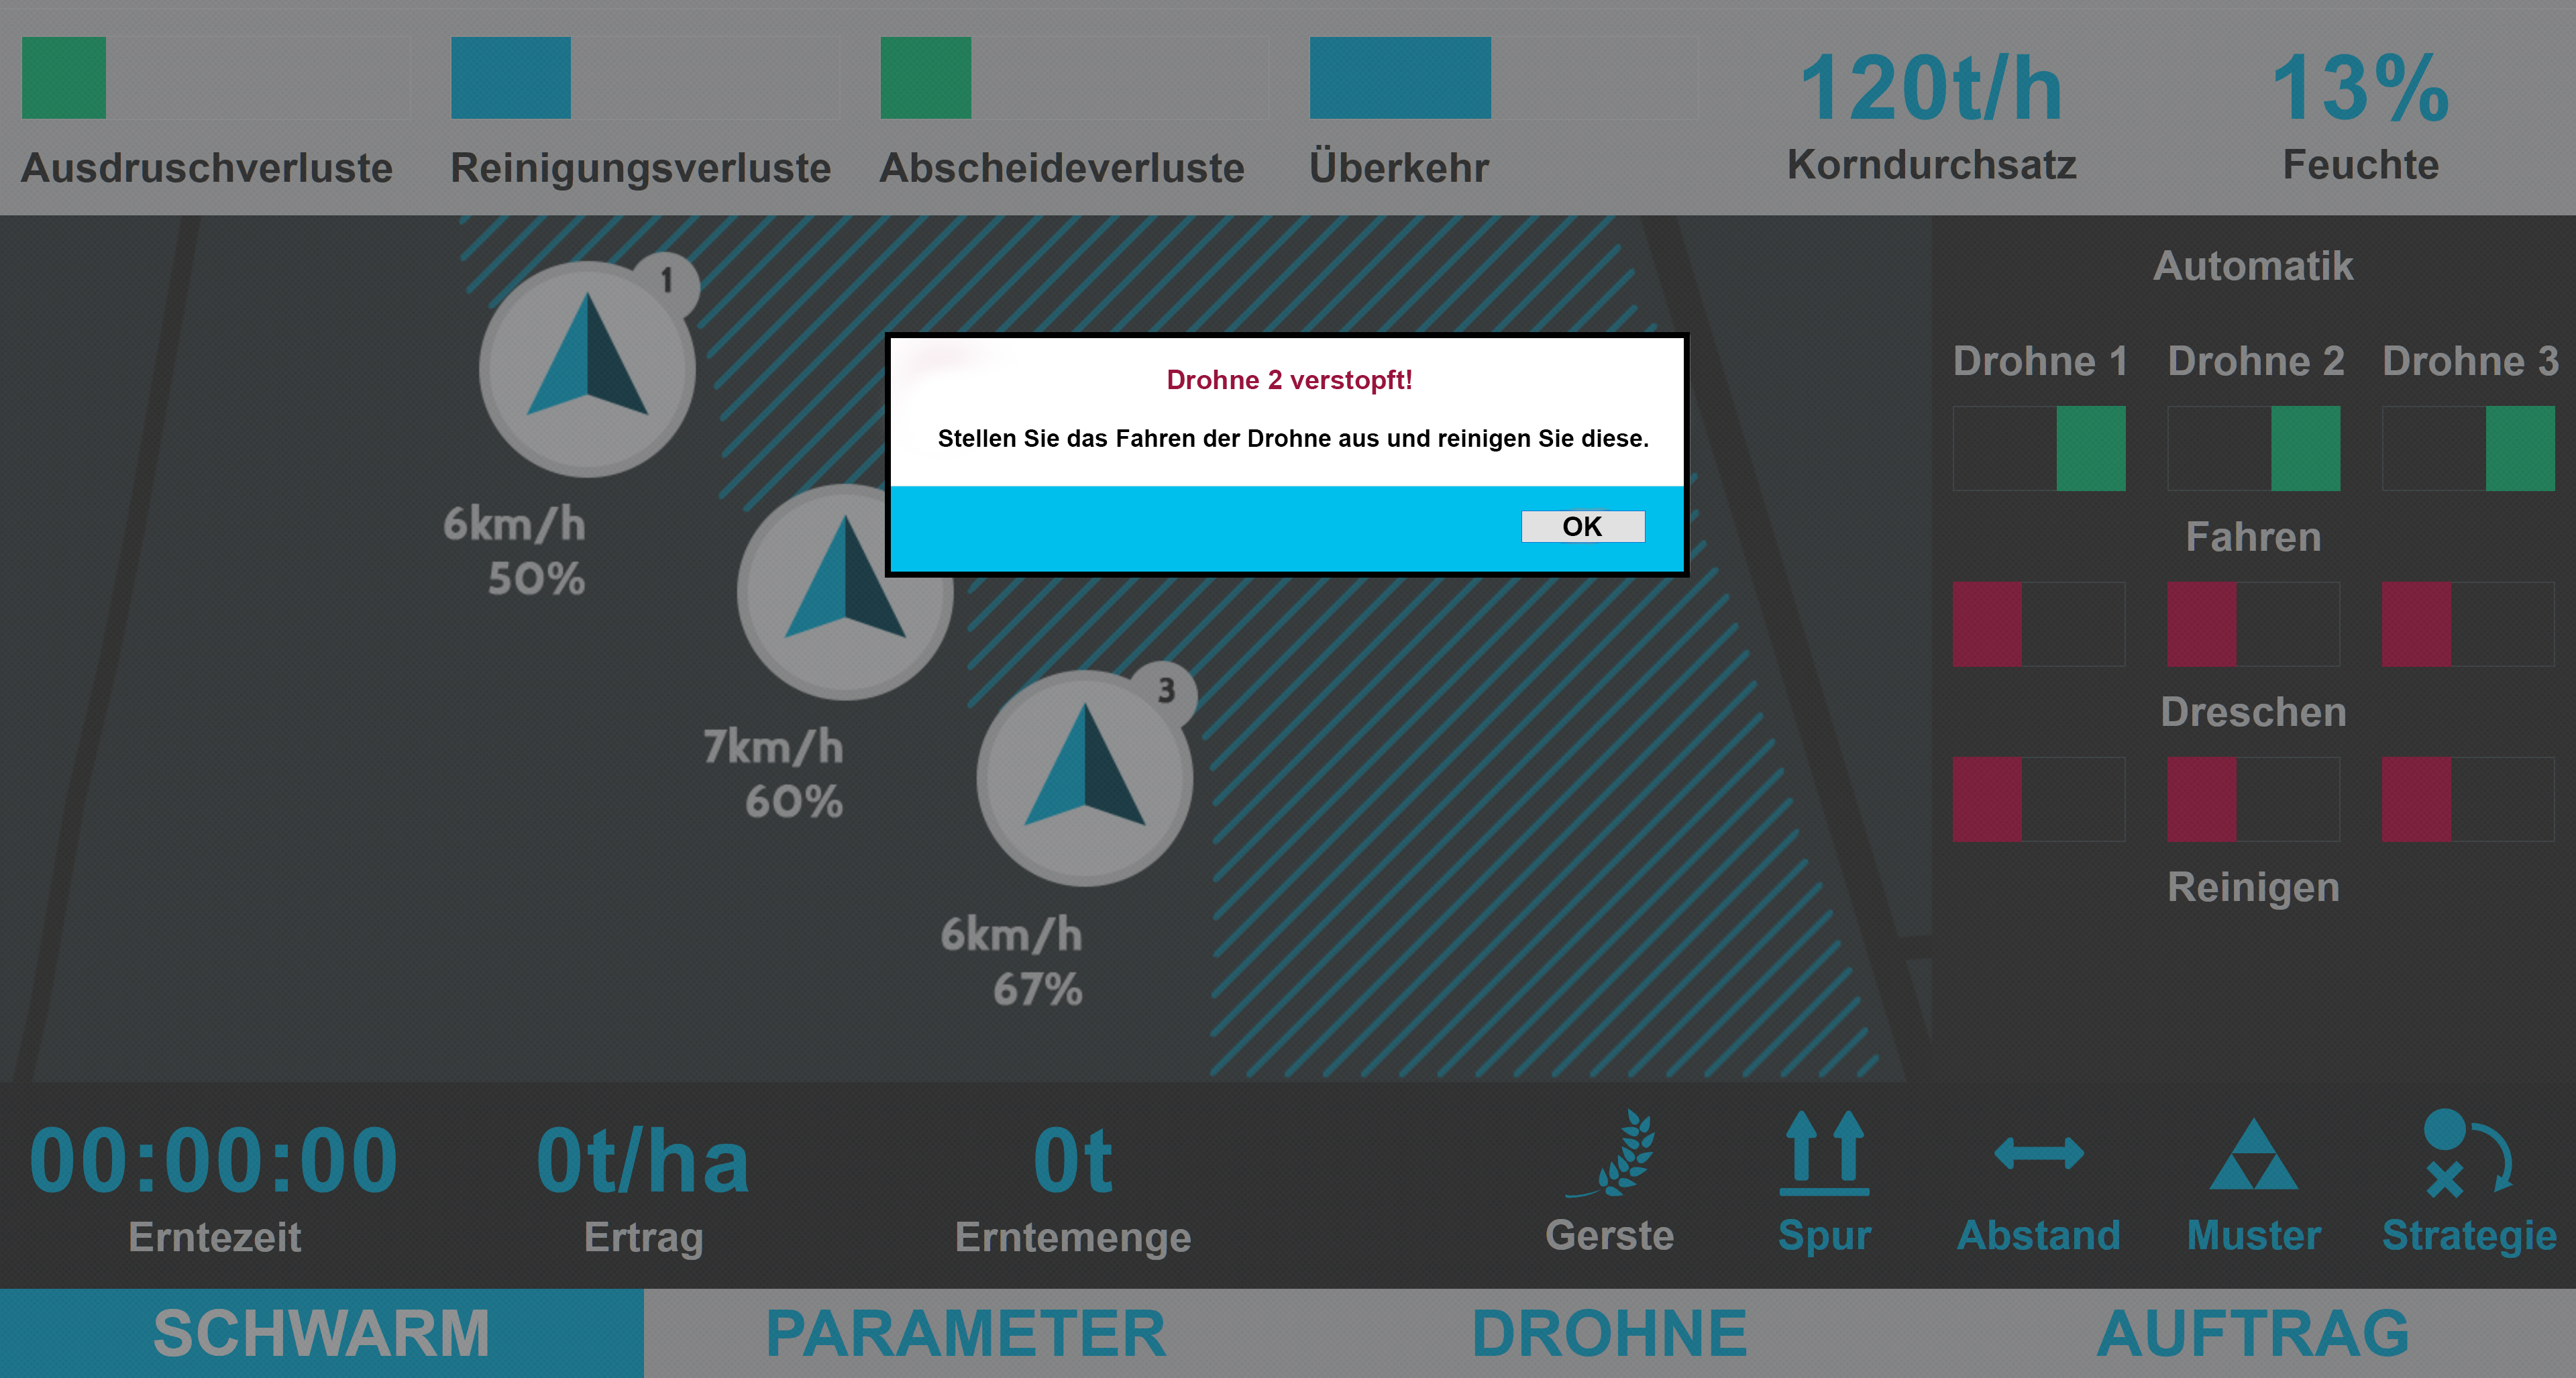 120t/h
13%
Ausdruschverluste
Reinigungsverluste
Abscheideverluste
Überkehr
Korndurchsatz
Feuchte
1
6km/h
50%
7km/h
60%
3
6km/h
67%
Drohne 2 verstopft!
Stellen Sie das Fahren der Drohne aus und reinigen Sie diese.
OK
Automatik
Drohne 1
Drohne 2
Drohne 3
Fahren
Dreschen
Reinigen
00:00:00
Erntezeit
0t/ha
Ertrag
0t
Erntemenge
Gerste
Spur
Abstand
Muster
Strategie
SCHWARM
PARAMETER
DROHNE
AUFTRAG